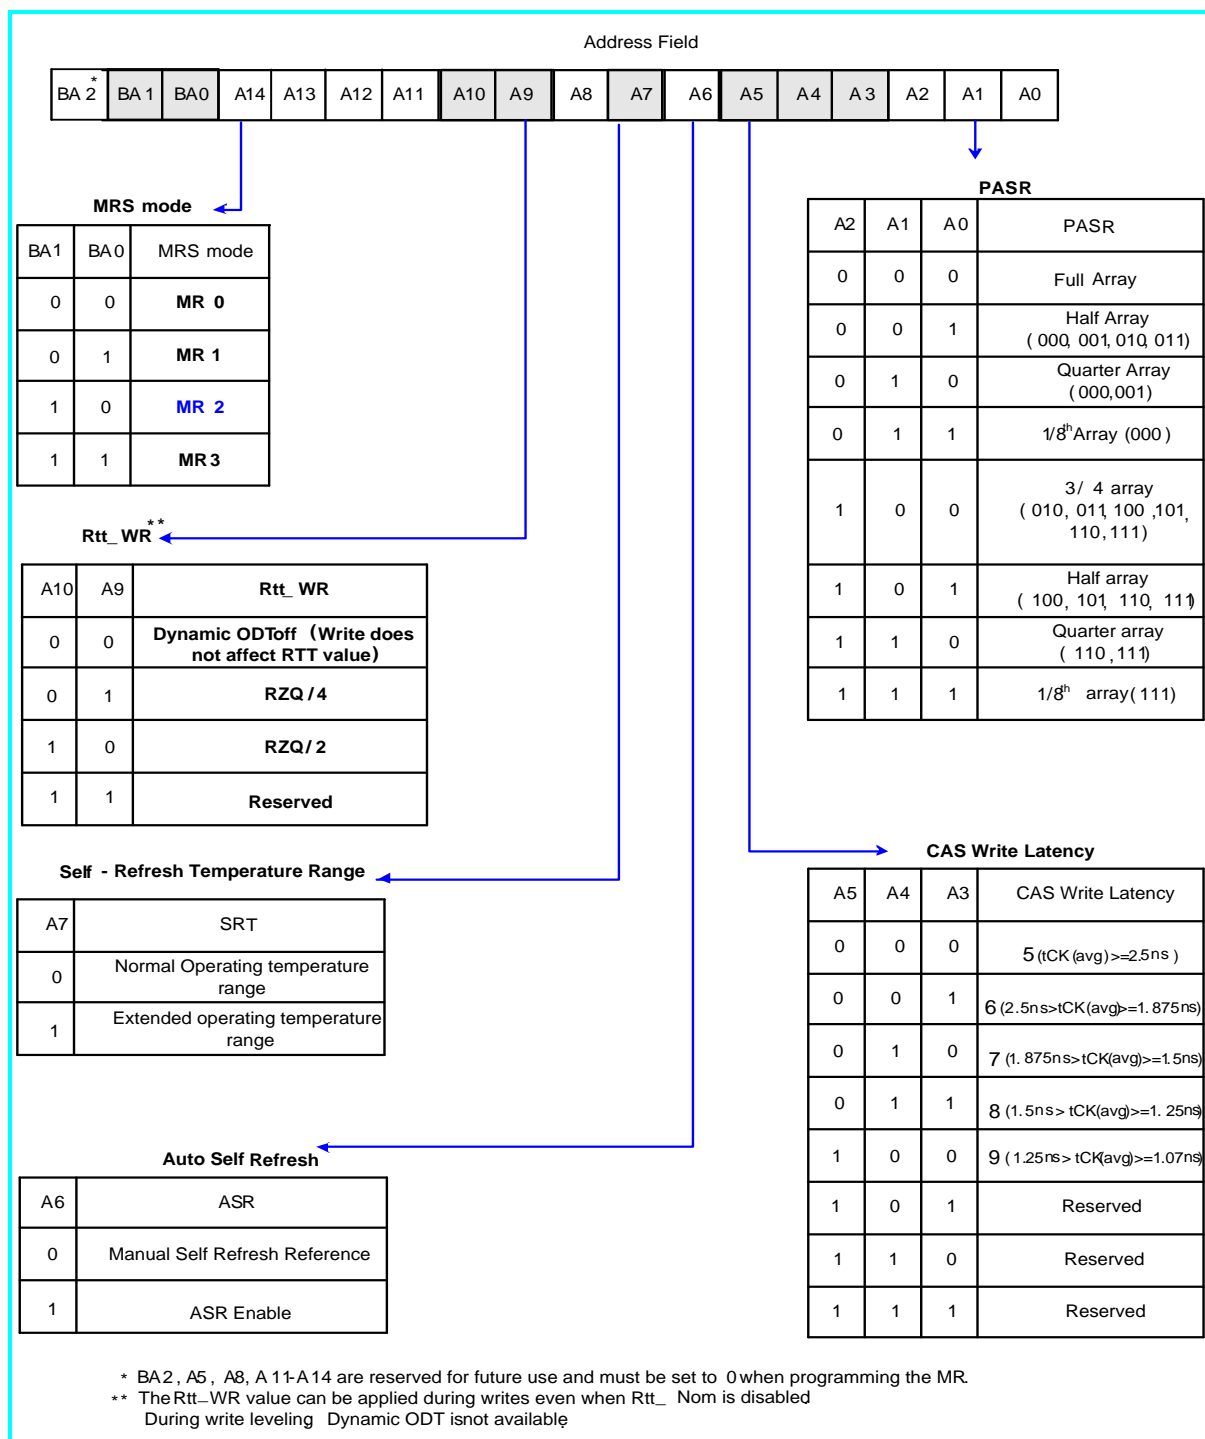 Address Field
BA 2 * BA 1 BA0 A14 A13 A12 A11 A10 A9 A8 A7 A6 A5 A4 A3 A2 A1 A0
MRS mode
BA1 BA0 MRS mode
0 0 MR 0
0 1 MR 1
1 0 MR 2
1 1 MR3
Rtt_ WR **
A10 A9 Rtt_ WR
0 0 Dynamic ODToff (Write does
not affect RTT value)
0 1 RZQ /4
1 0 RZQ/ 2
1 1 Reserved
Self - Refresh Temperature Range
A7 SRT
0 Normal Operating temperature
range
1 Extended operating temperature
range
Auto Self Refresh
A6 ASR
0 Manual Self Refresh Reference
1 ASR Enable
PASR
A2 A1 A0 PASR
0 0 0 Full Array
0 0 1 Half Array
( 000, 001, 010, 011)
0 1 0 Quarter Array
( 000,001)
0 1 1 1/8th Array (000 )
1 0 0 3/ 4 array
( 010, 011, 100 ,101,
110, 111)
1 0 1 Half array
( 100, 101, 110, 111)
1 1 0 Quarter array
( 110 ,111)
1 1 1 1/8th array( 111)
CAS Write Latency
A5 A4 A3 CAS Write Latency
0 0 0 5 (tCK (avg) >=2.5ns )
0 0 1 6 (2.5ns>tCK(avg)>=1.875ns)
0 1 0 7 (1.875ns>tCK(avg)>=1.5ns)
0 1 1 8 (1.5ns> tCK(avg)>=1.25ns)
1 0 0 9 (1.25ns> tCK(avg)>=1.07ns)
1 0 1 Reserved
1 1 0 Reserved
1 1 1 Reserved
* BA2, A5, A8, A 11-A14 are reserved for future use and must be set to 0 when programming the MR.
** The Rtt_WR value can be applied during writes even when Rtt_ Nom is disabled.
During write leveling, Dynamic ODT isnot available.